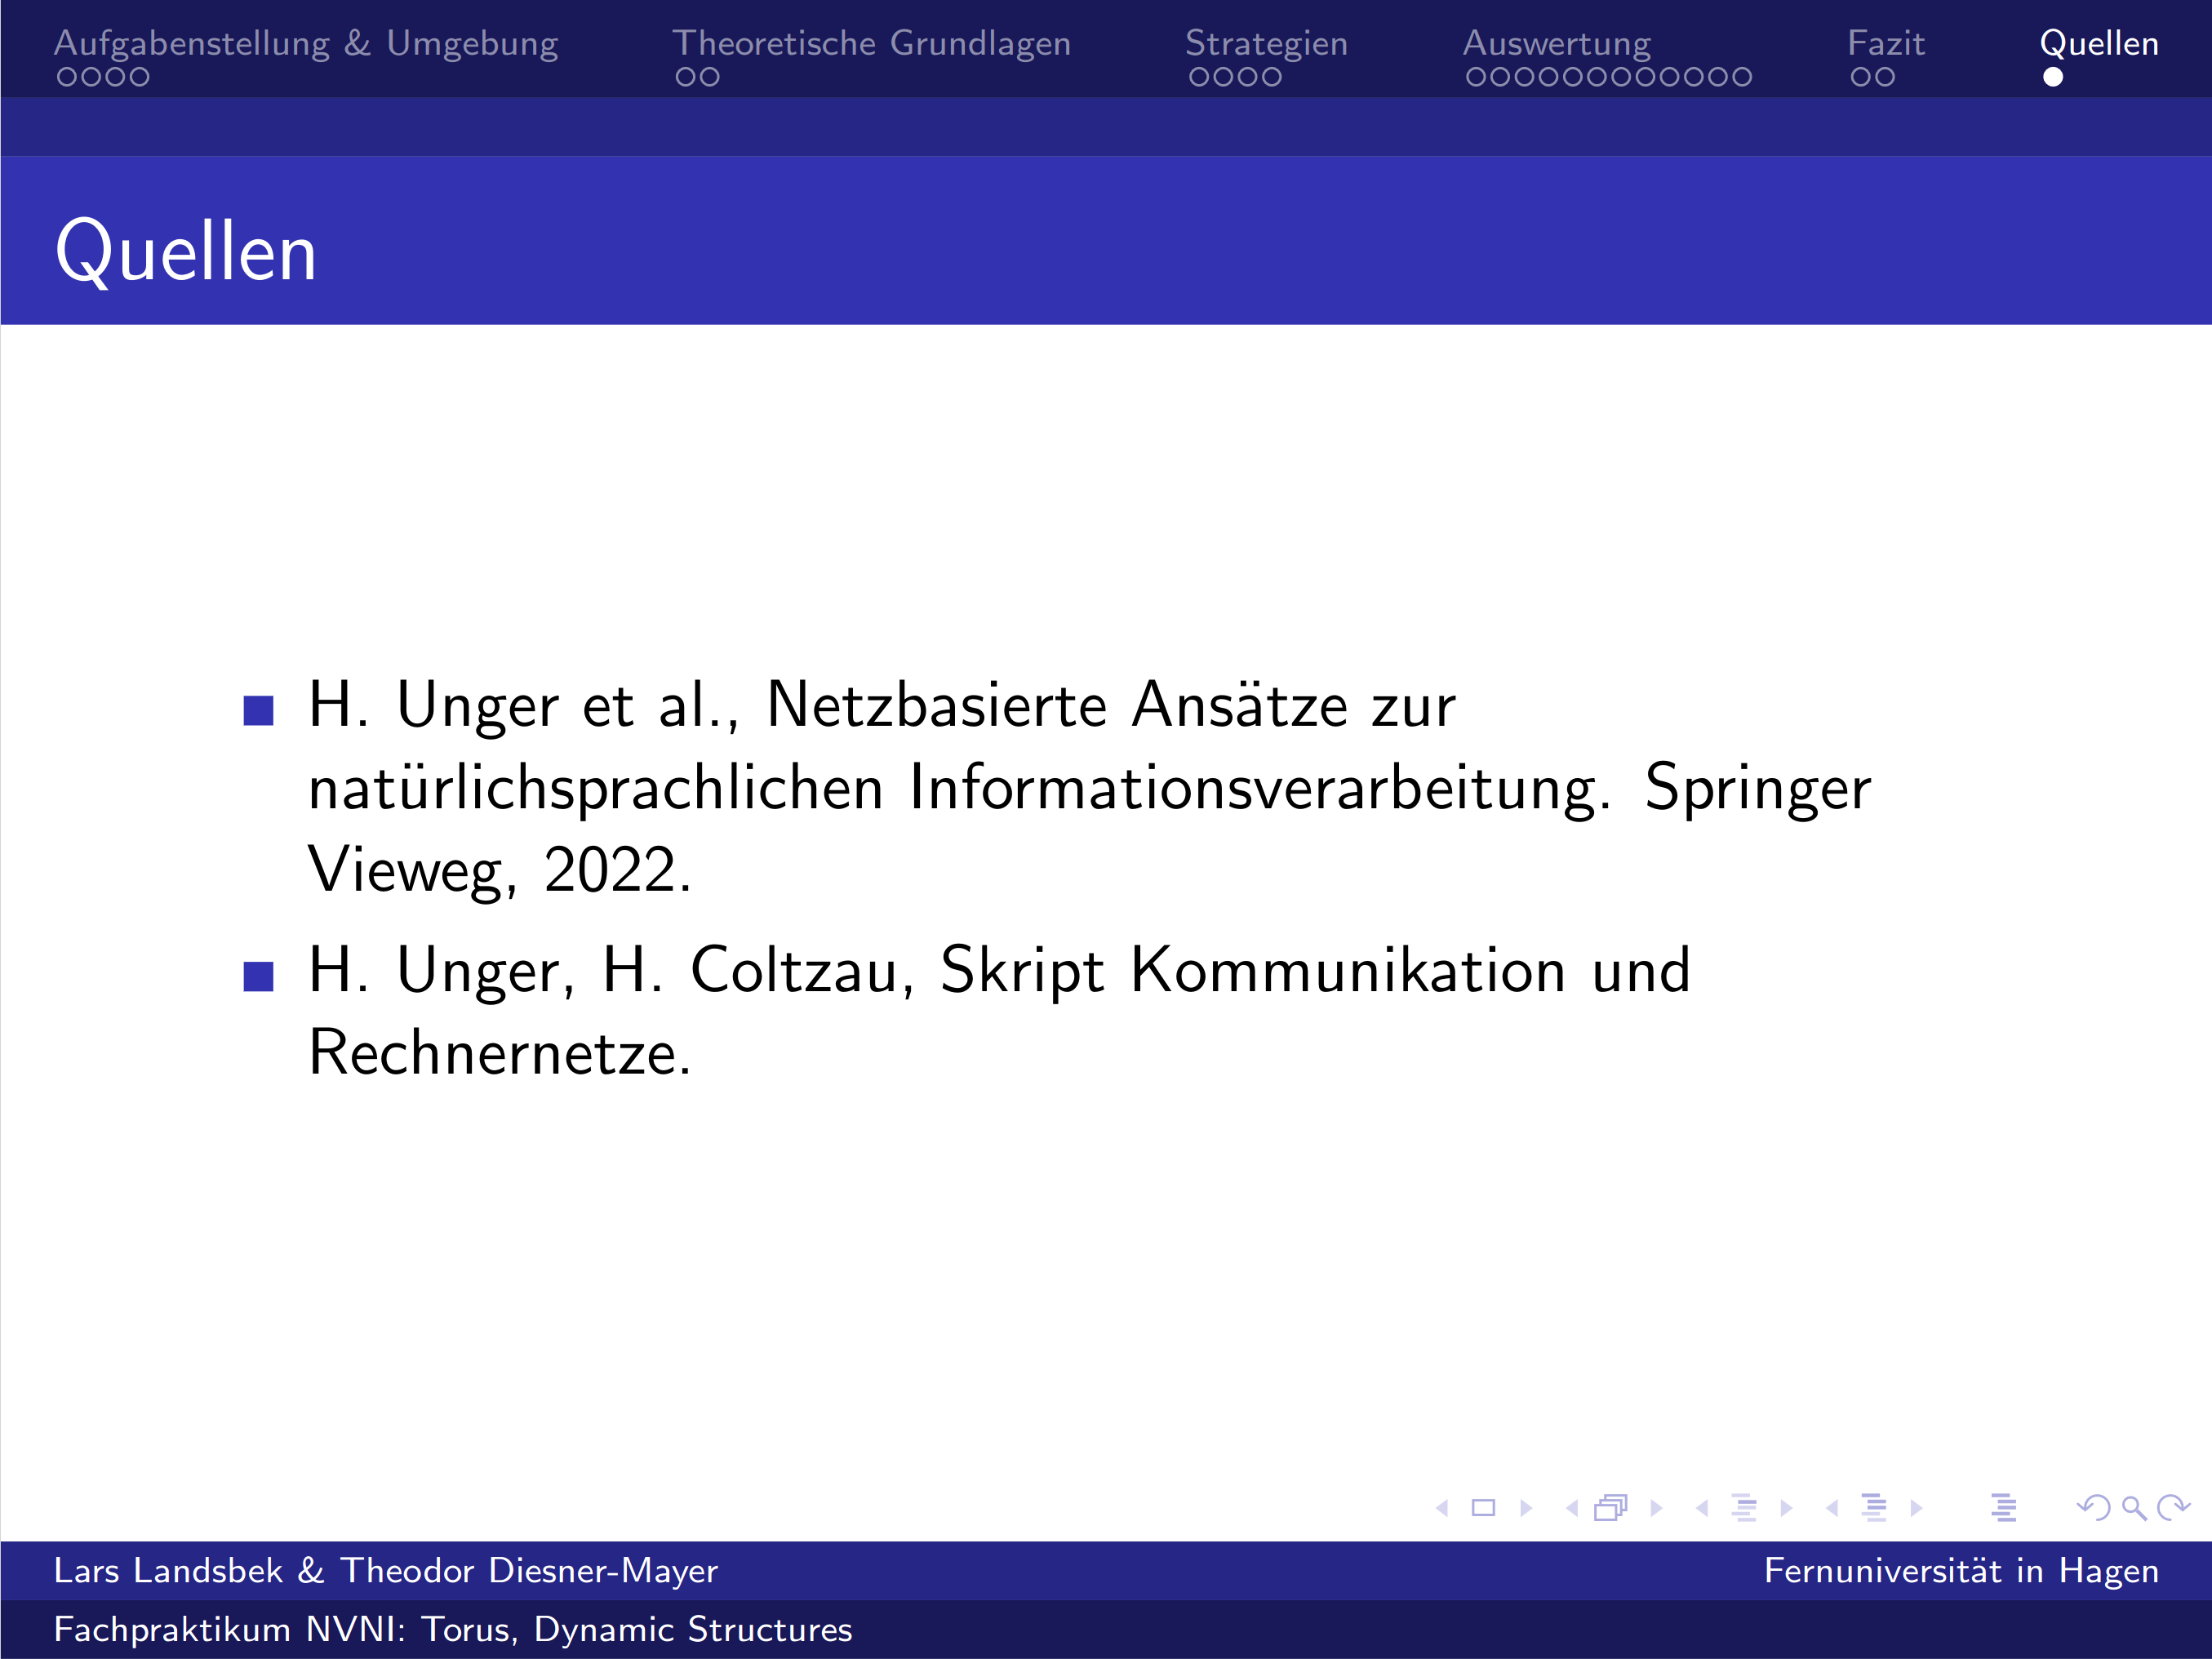 Aufgabenstellung & Umgebung Theoretische Grundlagen Strategien Auswertung Fazit Quellen
Quellen
H. Unger et al., Netzbasierte Ansätze zur
natürlichsprachlichen Informationsverarbeitung. Springer
Vieweg, 2022.
H. Unger, H. Coltzau, Skript Kommunikation und
Rechnernetze.
Lars Landsbek & Theodor Diesner-Mayer Fernuniversität in Hagen
Fachpraktikum NVNI: Torus, Dynamic Structures